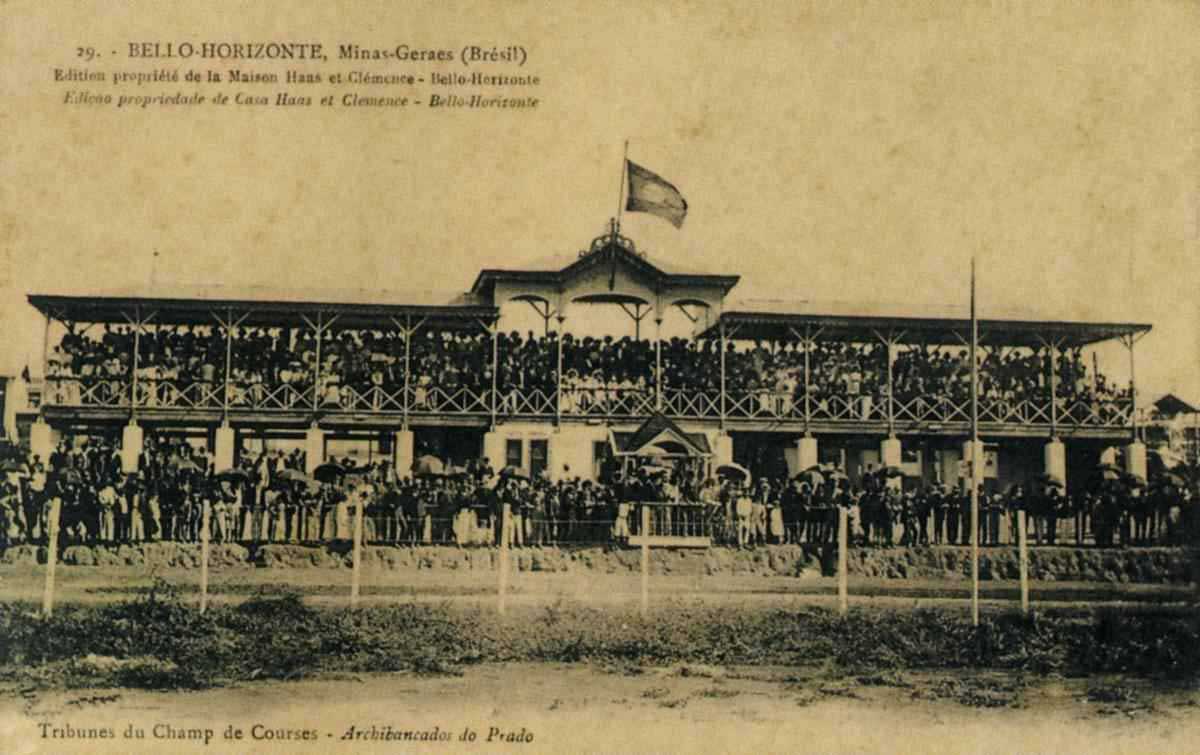 29. - BELLO-HORIZONTE, Minas-Geraes (Brésil)
Edition propriété de la Maison Haas et Clémence - Bello-Horizonte
Edição propriedade de Casa Haas et Clemence - Bello-Horizonte
Tribunes du Champ de Courses - Archibancados do Prado